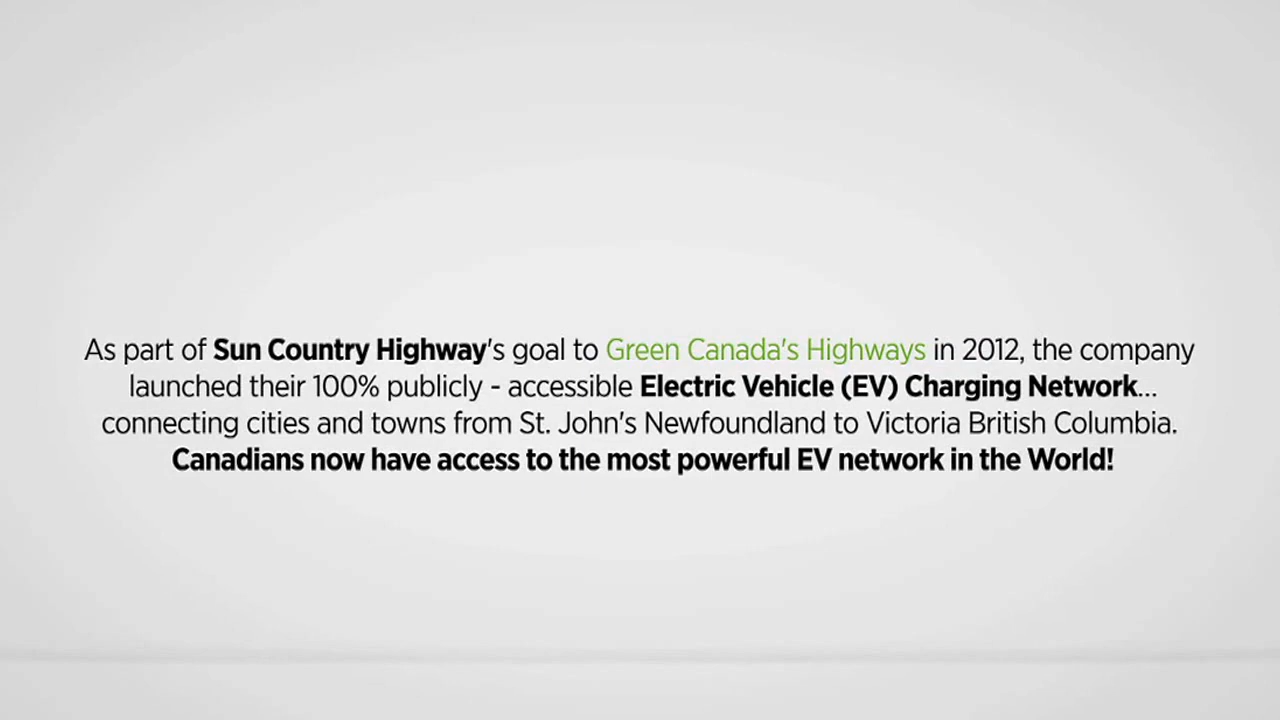 As part of Sun Country Highway's goal to Green Canada's Highways in 2012, the company
launched their 100% publicly - accessible Electric Vehicle (EV) Charging Network...
connecting cities and towns from St. John's Newfoundland to Victoria British Columbia.
Canadians now have access to the most powerful EV network in the World!